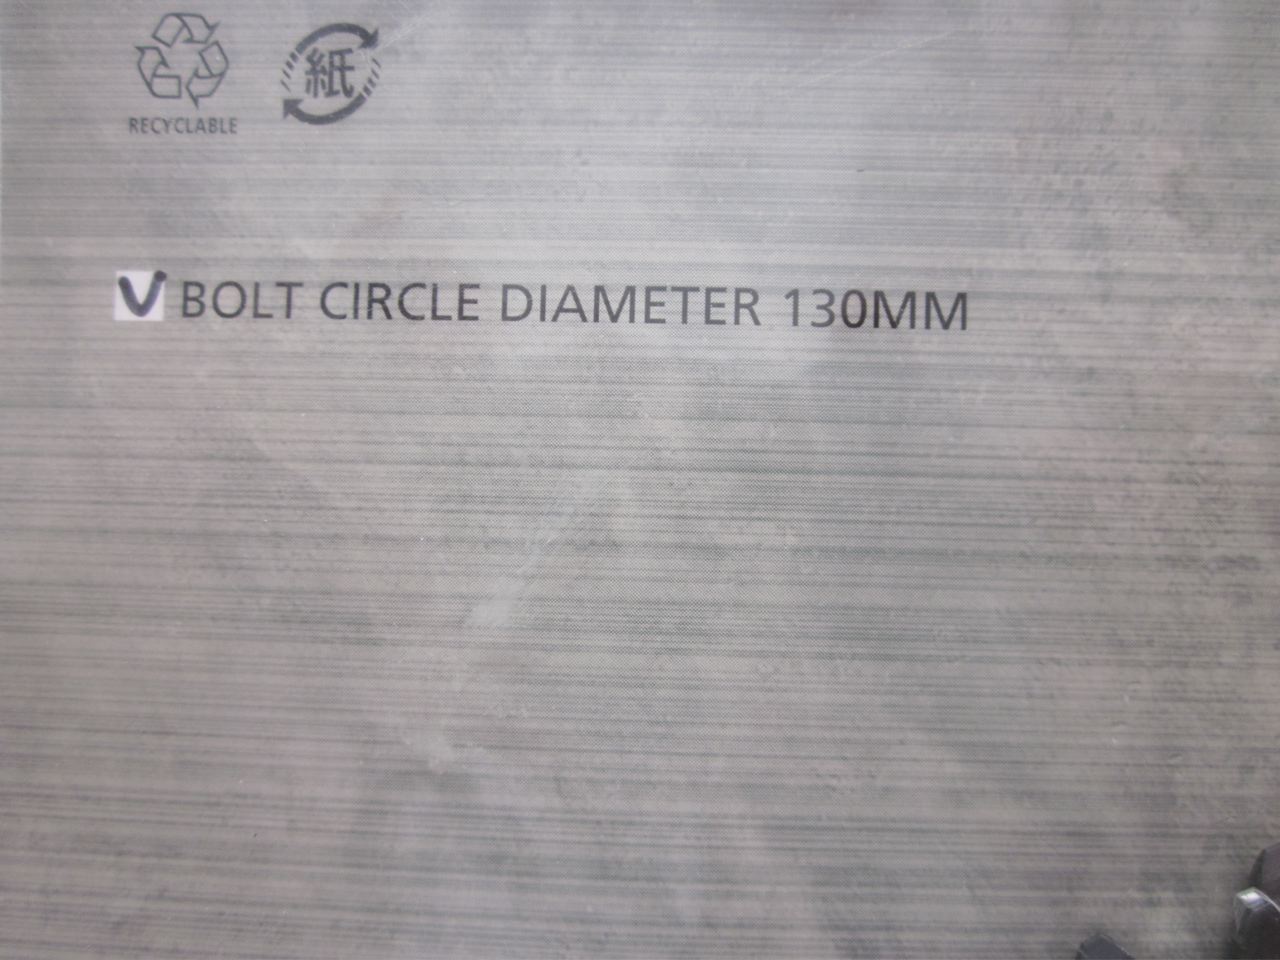 紙
RECYCLABLE
BOLT CIRCLE DIAMETER 130MM